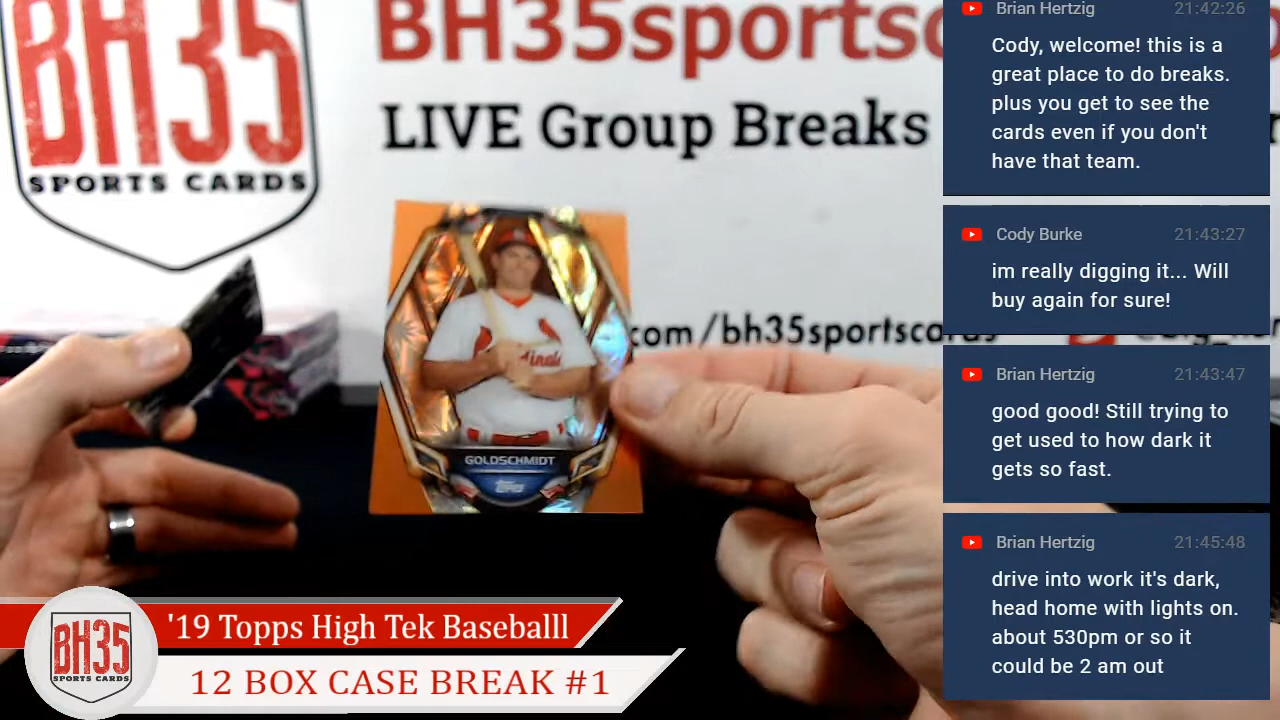 BH35
SPORTS CARDS
BH35sportsc
LIVE Group Breaks
.com/bh35sportscards
dinals
GOLDSCHMIDT
TOPPS
'19 Topps High Tek Baseballl
12 BOX CASE BREAK #1
BH35
SPORTS CARDS
Brian Hertzig 21:42:26
Cody, welcome! this is a
great place to do breaks.
plus you get to see the
cards even if you don't
have that team.
Cody Burke 21:43:27
im really digging it... Will
buy again for sure!
Brian Hertzig 21:43:47
good good! Still trying to
get used to how dark it
gets so fast.
Brian Hertzig 21:45:48
drive into work it's dark,
head home with lights on.
about 530pm or so it
could be 2 am out